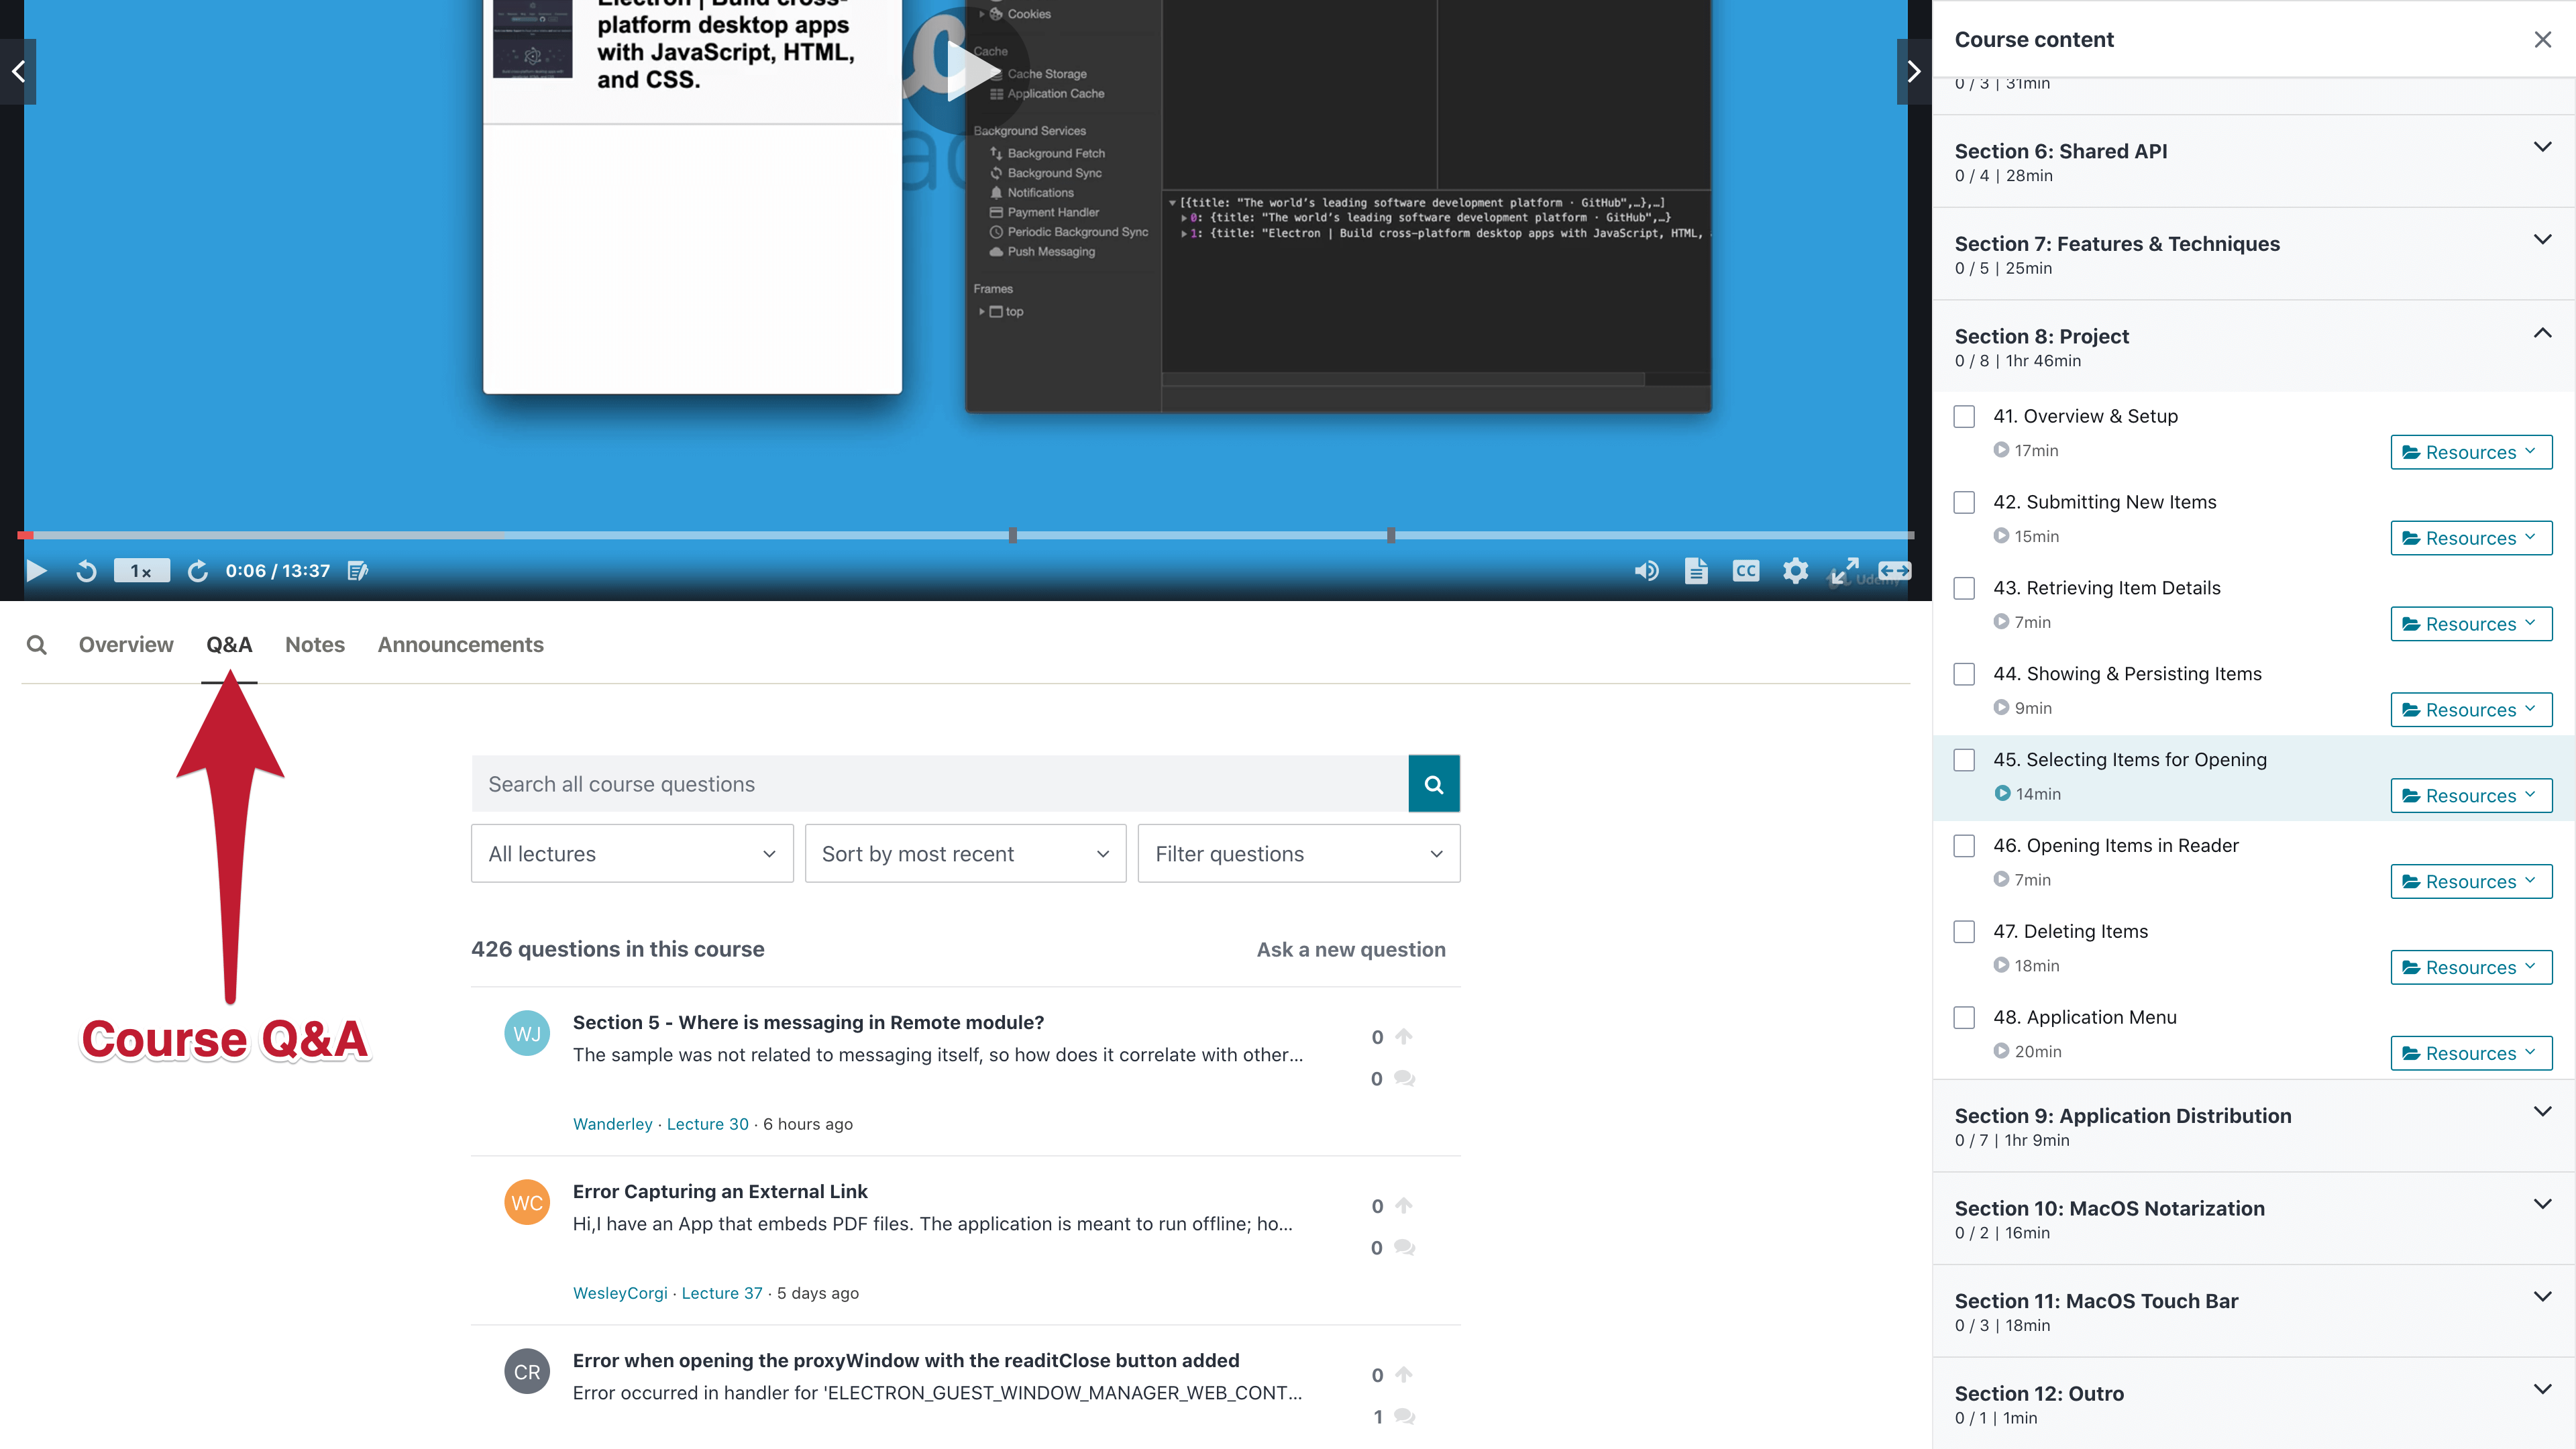 Electron | Build cross-
platform desktop apps
with JavaScript, HTML,
and CSS.
Cookies
Cache
Cache Storage
Application Cache
Background Services
Background Fetch
Background Sync
Notifications
Payment Handler
Periodic Background Sync
Push Messaging
Frames
top
[{title: "The world's leading software development platform · GitHub",…},…]
0: {title: "The world's leading software development platform · GitHub",…}
1: {title: "Electron | Build cross-platform desktop apps with JavaScript, HTML,
1x
0:06 / 13:37
CC
Udemy
Overview
Q&A
Notes
Announcements
Course Q&A
Search all course questions
All lectures
Sort by most recent
Filter questions
426 questions in this course
Ask a new question
WJ
Section 5 - Where is messaging in Remote module?
0
The sample was not related to messaging itself, so how does it correlate with other...
0
Wanderley · Lecture 30 · 6 hours ago
WC
Error Capturing an External Link
0
Hi,I have an App that embeds PDF files. The application is meant to run offline; ho...
0
WesleyCorgi · Lecture 37 · 5 days ago
CR
Error when opening the proxyWindow with the readitClose button added
0
Error occurred in handler for 'ELECTRON_GUEST_WINDOW_MANAGER_WEB_CONT...
1
Course content
0 / 3 | 31min
Section 6: Shared API
0 / 4 | 28min
Section 7: Features & Techniques
0 / 5 | 25min
Section 8: Project
0 / 8 | 1hr 46min
41. Overview & Setup
17min
Resources
42. Submitting New Items
15min
Resources
43. Retrieving Item Details
7min
Resources
44. Showing & Persisting Items
9min
Resources
45. Selecting Items for Opening
14min
Resources
46. Opening Items in Reader
7min
Resources
47. Deleting Items
18min
Resources
48. Application Menu
20min
Resources
Section 9: Application Distribution
0 / 7 | 1hr 9min
Section 10: MacOS Notarization
0 / 2 | 16min
Section 11: MacOS Touch Bar
0 / 3 | 18min
Section 12: Outro
0 / 1 | 1min